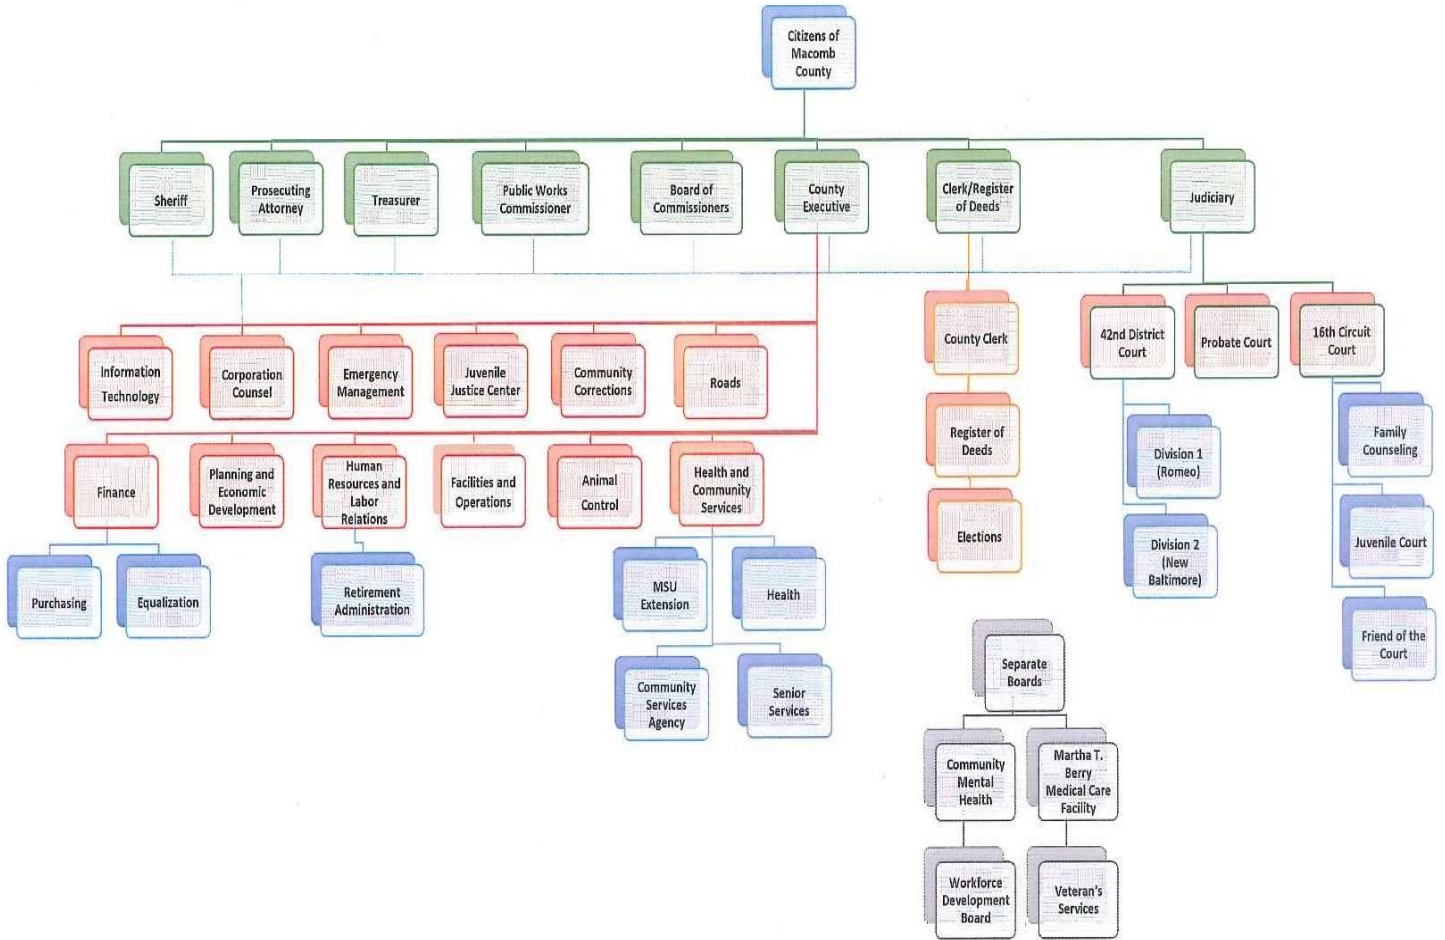 Citizens of
Macomb
County
Sheriff
Prosecuting
Attorney
Treasurer
Public Works
Commissioner
Board of
Commissioners
County
Executive
Clerk/Register
of Deeds
Judiciary
Information
Technology
Corporation
Counsel
Emergency
Management
Juvenile
Justice Center
Community
Corrections
Roads
County Clerk
42nd District
Court
Probate Court
16th Circuit
Court
Finance
Planning and
Economic
Development
Human
Resources and
Labor
Relations
Facilities and
Operations
Animal
Control
Health and
Community
Services
Register of
Deeds
Division 1
(Romeo)
Family
Counseling
Elections
Division 2
(New
Baltimore)
Juvenile Court
Purchasing
Equalization
Retirement
Administration
MSU
Extension
Health
Friend of the
Court
Community
Services
Agency
Senior
Services
Separate
Boards
Community
Mental
Health
Martha T.
Berry
Medical Care
Facility
Workforce
Development
Board
Veteran's
Services